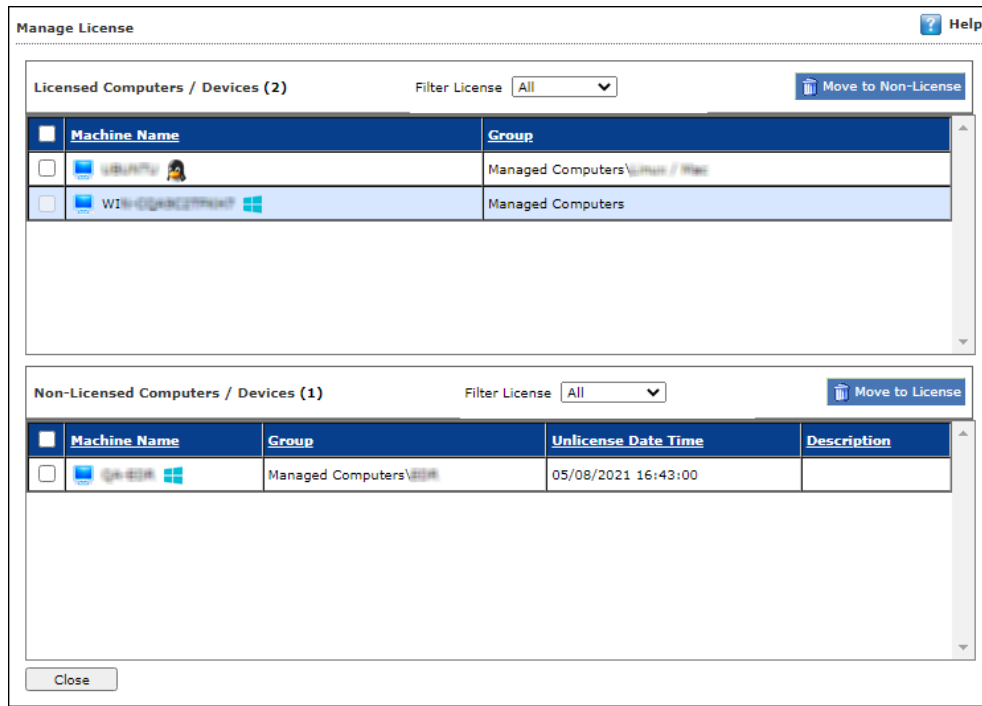 Manage License
? Help
Licensed Computers / Devices (2) Filter License All Move to Non-License
Machine Name Group
Managed Computers\
WI Managed Computers
Non-Licensed Computers / Devices (1) Filter License All Move to License
Machine Name Group Unlicense Date Time Description
Managed Computers\ 05/08/2021 16:43:00
Close